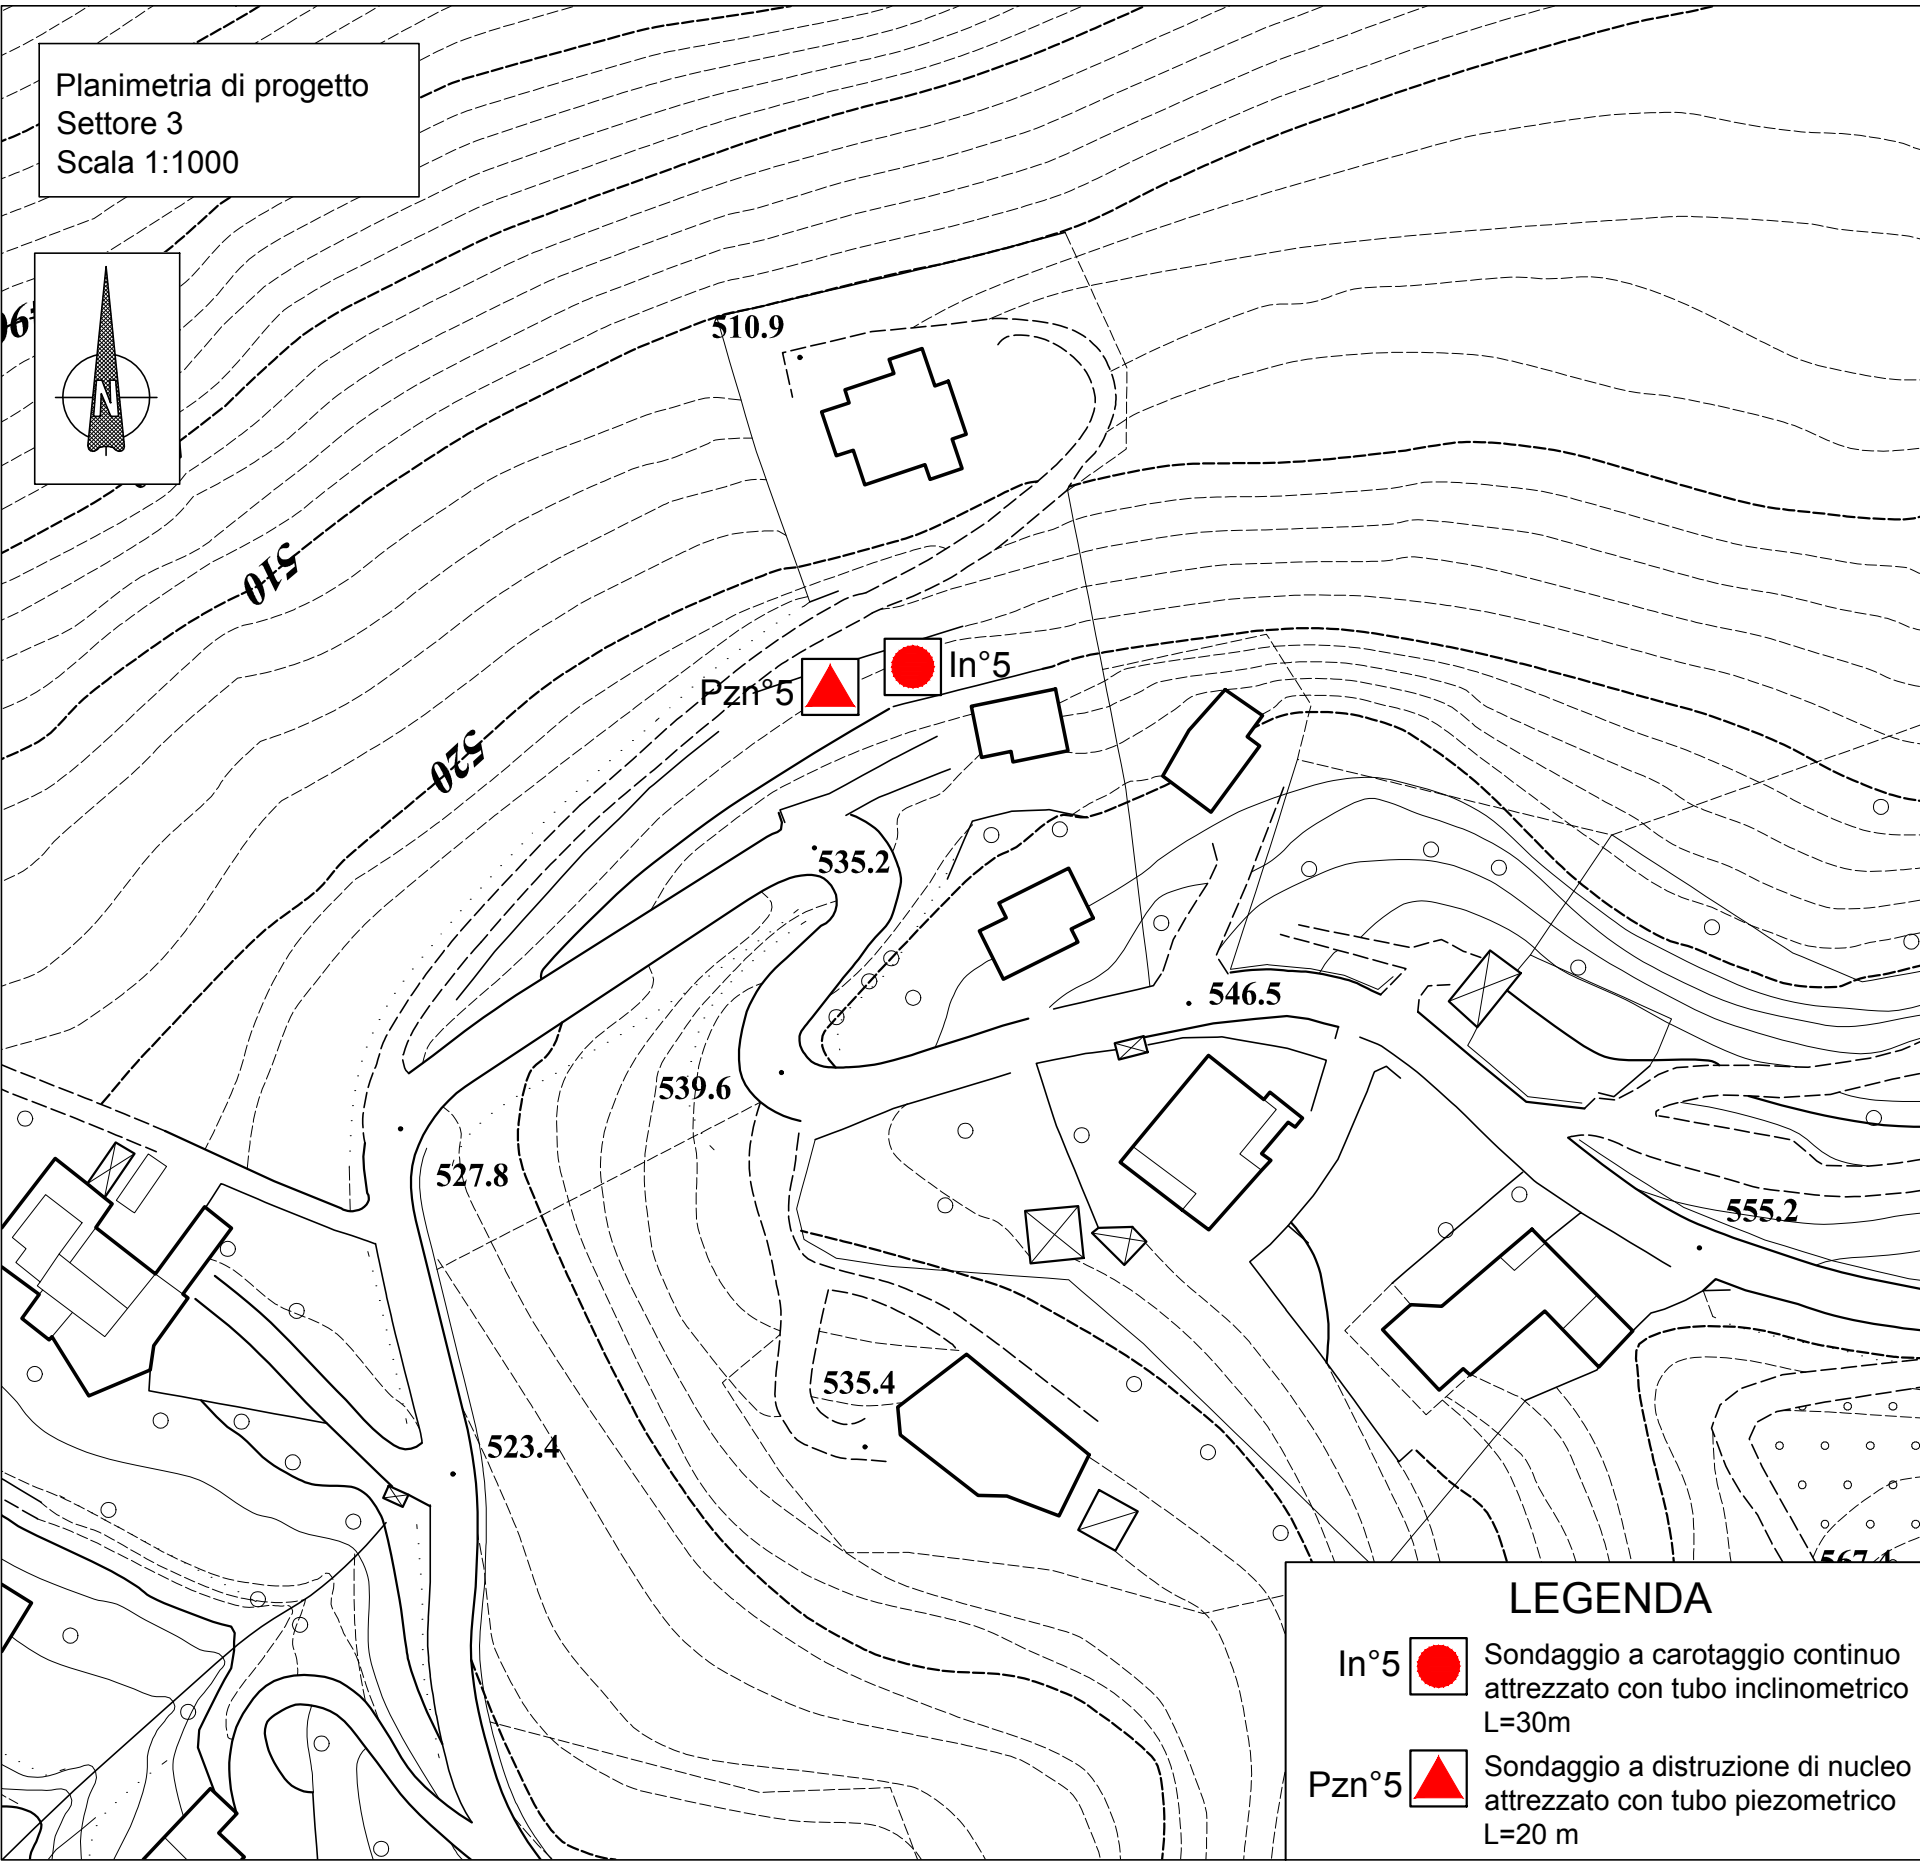 Planimetria di progetto
Settore 3
Scala 1:1000
N
510.9
510
520
In°5
Pzn°5
535.2
546.5
539.6
527.8
555.2
535.4
523.4
LEGENDA
In°5
Sondaggio a carotaggio continuo
attrezzato con tubo inclinometrico
L=30m
Pzn°5
Sondaggio a distruzione di nucleo
attrezzato con tubo piezometrico
L=20 m